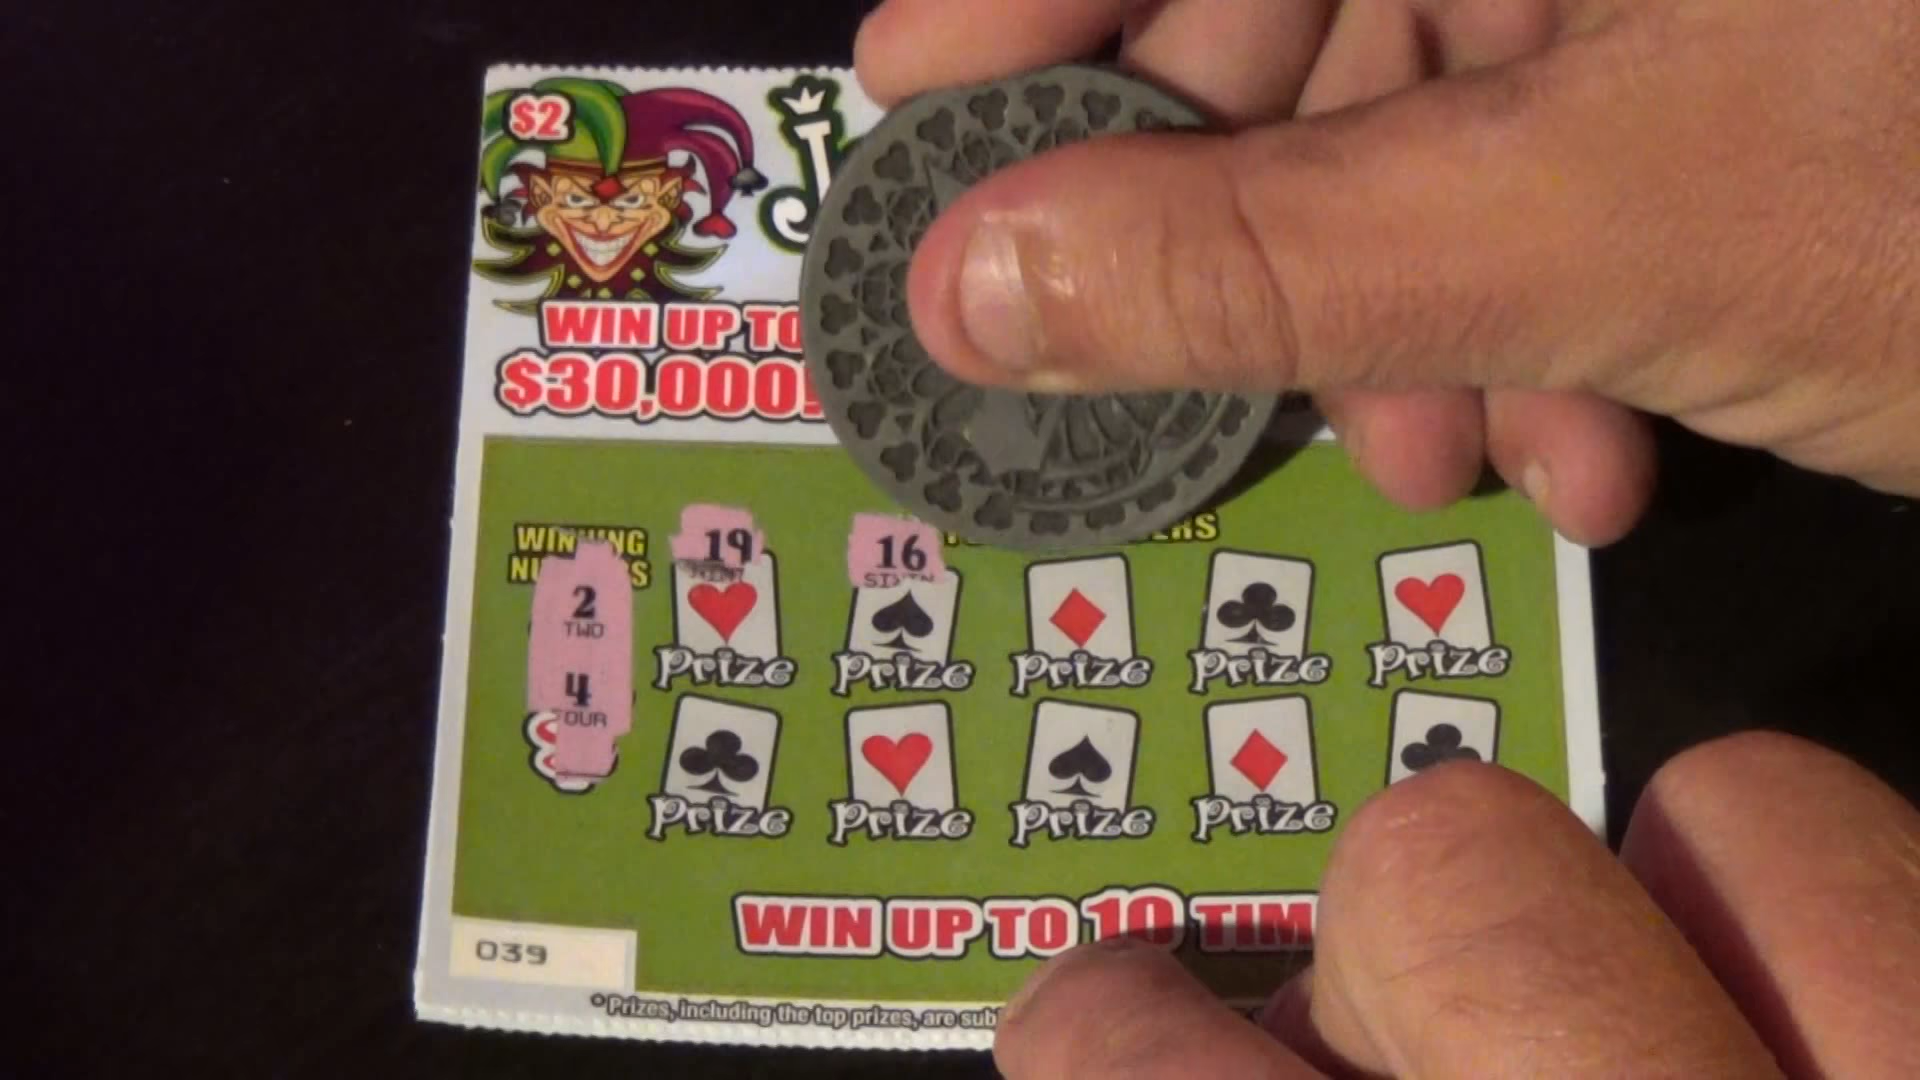 $2
J
WIN UP TO
$30,000!
WINNING
NUMBERS
19
16
2
TWO
4
FOUR
Prize Prize Prize Prize Prize
Prize Prize Prize Prize
WIN UP TO 10 TIM
039
*Prizes, including the top prizes, are sub